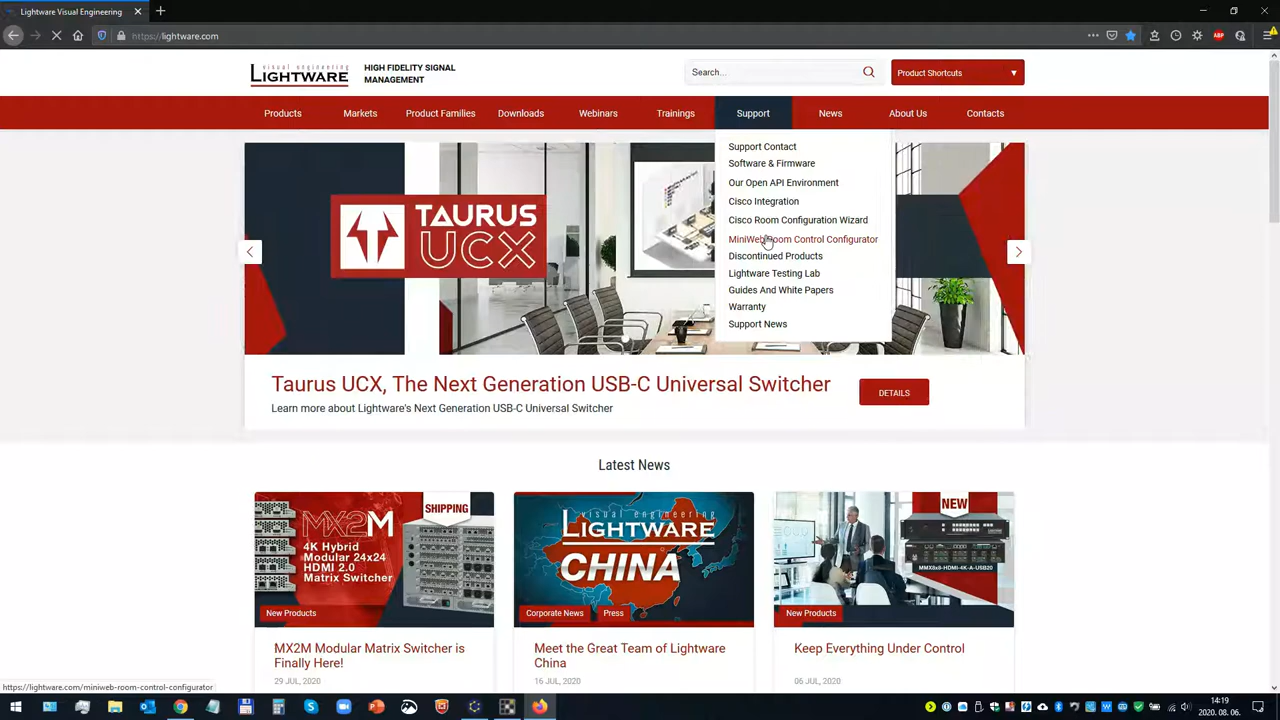 Lightware Visual Engineering
https://lightware.com
visual engineering
LIGHTWARE
HIGH FIDELITY SIGNAL
MANAGEMENT
Search...
Product Shortcuts
Products
Markets
Product Families
Downloads
Webinars
Trainings
Support
News
About Us
Contacts
Support Contact
Software & Firmware
Our Open API Environment
Cisco Integration
Cisco Room Configuration Wizard
MiniWeb Room Control Configurator
Discontinued Products
Lightware Testing Lab
Guides And White Papers
Warranty
Support News
TAURUS
UCX
Taurus UCX, The Next Generation USB-C Universal Switcher
Learn more about Lightware's Next Generation USB-C Universal Switcher
DETAILS
Latest News
SHIPPING
MX2M
4K Hybrid
Modular 24x24
HDMI 2.0
Matrix Switcher
New Products
MX2M Modular Matrix Switcher is
Finally Here!
29 JUL, 2020
visual engineering
LIGHTWARE
CHINA
Corporate News
Press
Meet the Great Team of Lightware
China
16 JUL, 2020
NEW
MMX8x8-HDMI-4K-A-USB20
New Products
Keep Everything Under Control
06 JUL, 2020
https://lightware.com/miniweb-room-control-configurator
14:19
2020. 08. 06.